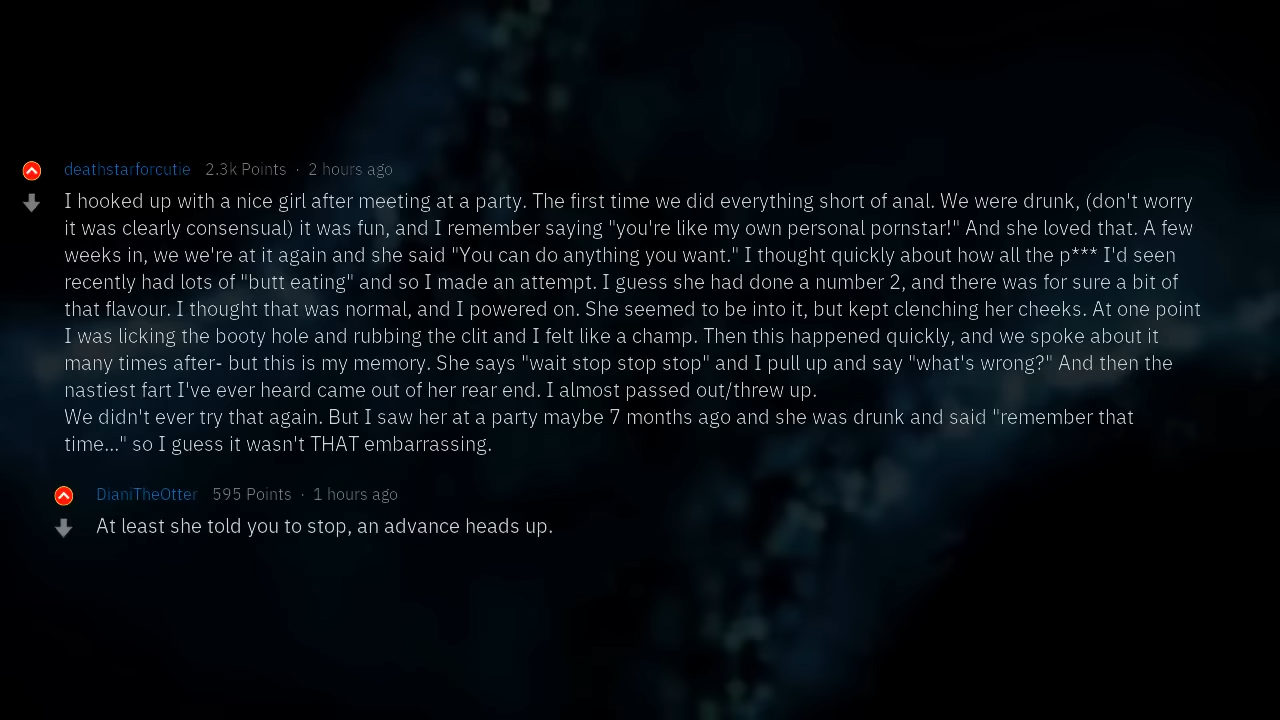 deathstarforcutie 2.3k Points · 2 hours ago
I hooked up with a nice girl after meeting at a party. The first time we did everything short of anal. We were drunk, (don't worry
it was clearly consensual) it was fun, and I remember saying "you're like my own personal pornstar!" And she loved that. A few
weeks in, we we're at it again and she said "You can do anything you want." I thought quickly about how all the p*** I'd seen
recently had lots of "butt eating" and so I made an attempt. I guess she had done a number 2, and there was for sure a bit of
that flavour. I thought that was normal, and I powered on. She seemed to be into it, but kept clenching her cheeks. At one point
I was licking the booty hole and rubbing the clit and I felt like a champ. Then this happened quickly, and we spoke about it
many times after- but this is my memory. She says "wait stop stop stop" and I pull up and say "what's wrong?" And then the
nastiest fart I've ever heard came out of her rear end. I almost passed out/threw up.
We didn't ever try that again. But I saw her at a party maybe 7 months ago and she was drunk and said "remember that
time..." so I guess it wasn't THAT embarrassing.
DianiTheOtter 595 Points · 1 hours ago
At least she told you to stop, an advance heads up.